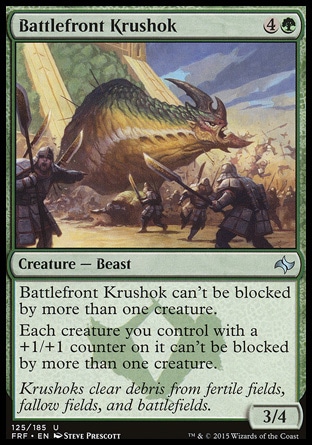 Battlefront Krushok 4
Creature — Beast
Battlefront Krushok can't be blocked
by more than one creature.
Each creature you control with a
+1/+1 counter on it can't be blocked
by more than one creature.
Krushoks clear debris from fertile fields,
fallow fields, and battlefields.
3/4
125/185 U
FRF • EN Steve Prescott
™ & © 2015 Wizards of the Coast